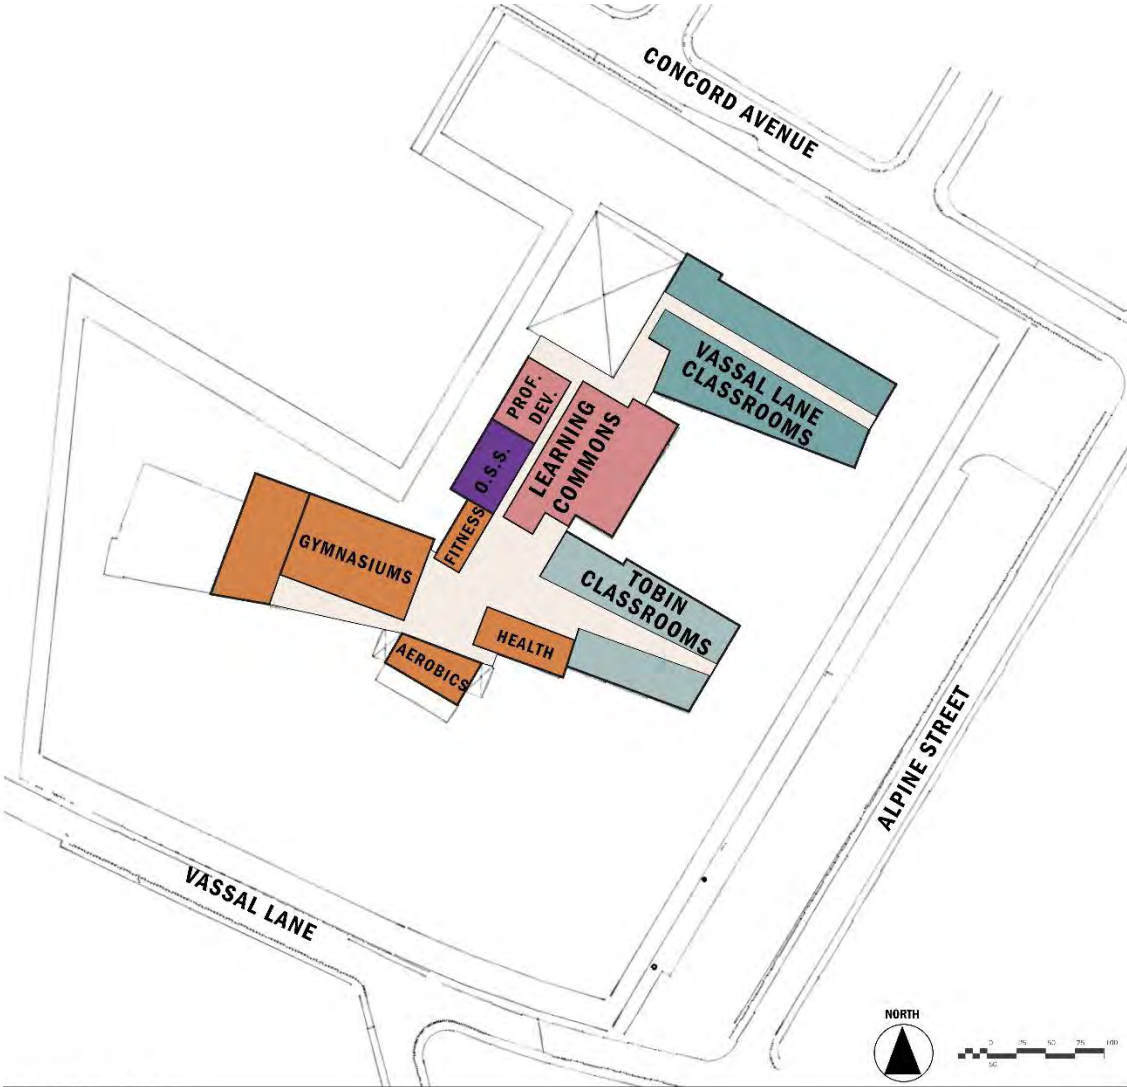 CONCORD AVENUE
VASSAL LANE
CLASSROOMS
PROF.
DEV.
LEARNING
COMMONS
O.S.S.
FITNESS
GYMNASIUMS
TOBIN
CLASSROOMS
HEALTH
AEROBICS
ALPINE STREET
VASSAL LANE
NORTH
0 25 50 75 100
50